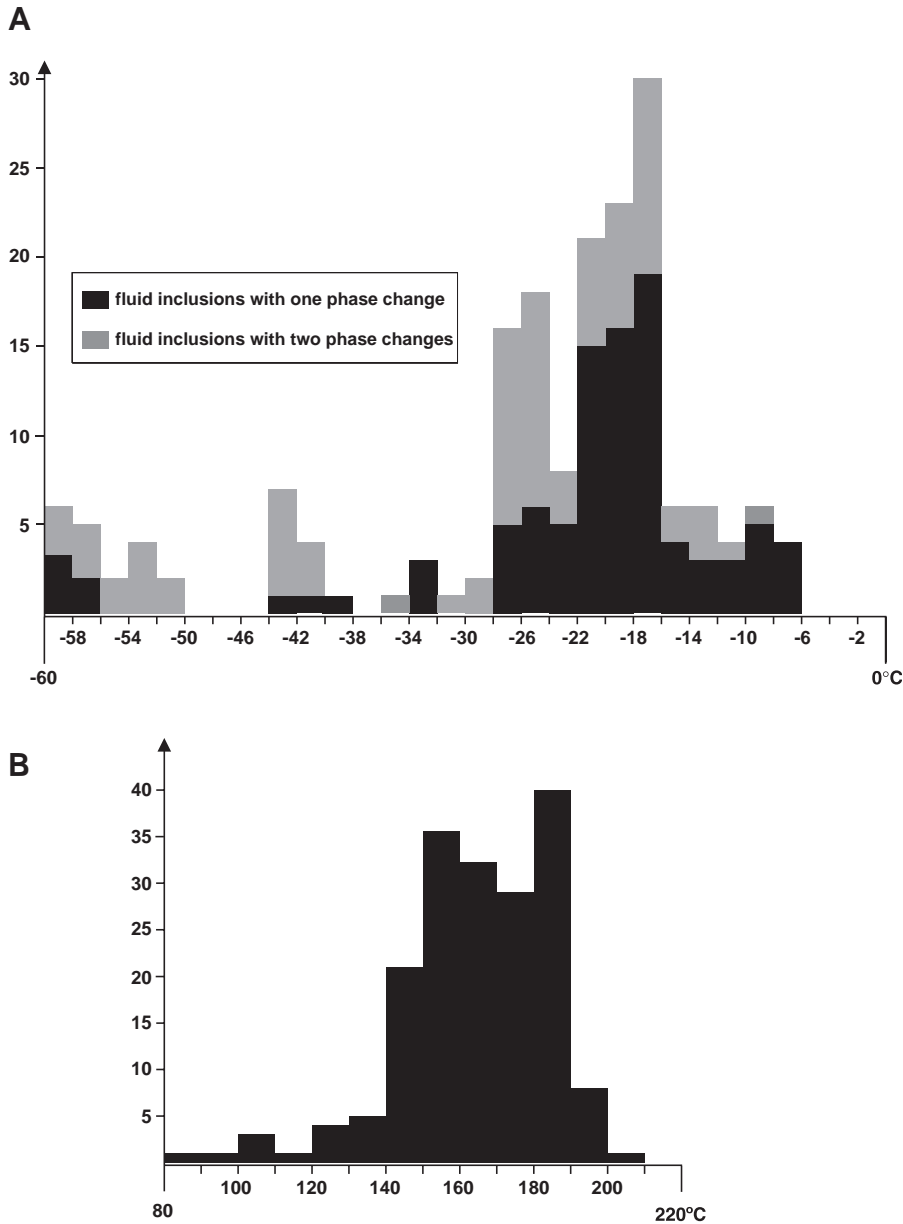 A
30
25
20
15
10
5
fluid inclusions with one phase change
fluid inclusions with two phase changes
-58 -54 -50 -46 -42 -38 -34 -30 -26 -22 -18 -14 -10 -6 -2
-60 0°C
B
40
35
30
25
20
15
10
5
100 120 140 160 180 200
80 220°C